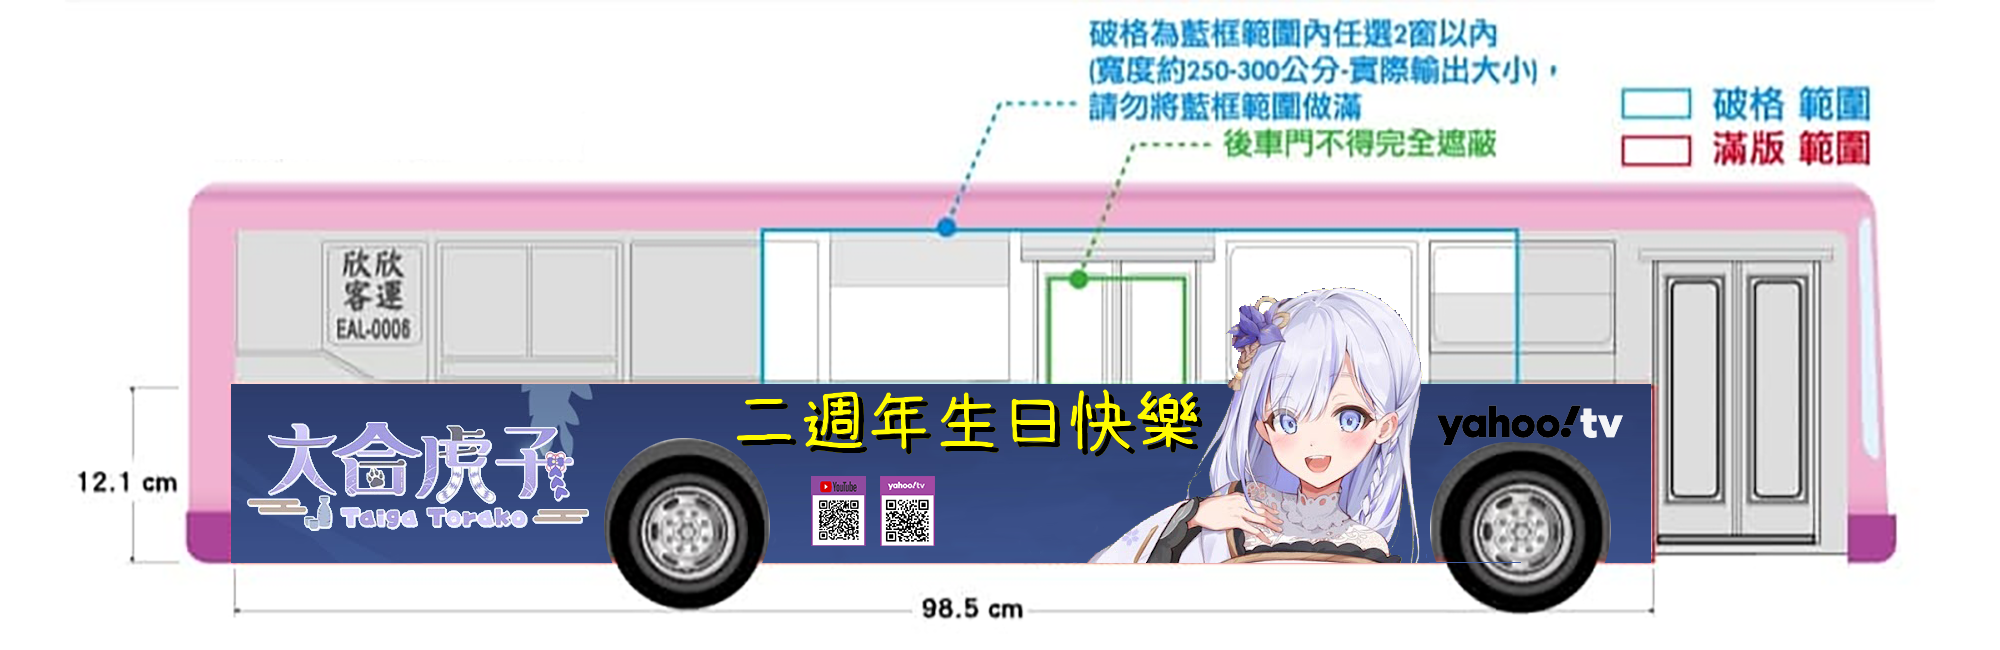 破格為藍框範圍內任選2窗以內
(寬度約250-300公分-實際輸出大小)，
請勿將藍框範圍做滿
後車門不得完全遮蔽
破格 範圍
滿版 範圍
欣欣
客運
EAL-0006
二週年生日快樂
大合虎子
Taiga Torako
YouTube
yahoo!tv
yahoo!tv
12.1 cm
98.5 cm